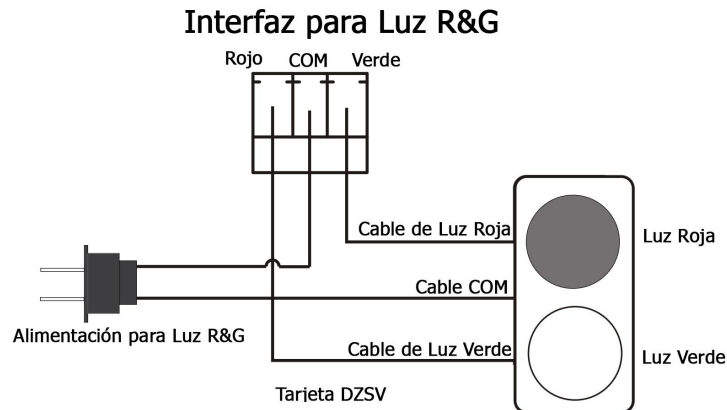 Interfaz para Luz R&G
Rojo COM Verde
Cable de Luz Roja
Luz Roja
Cable COM
Alimentación para Luz R&G
Cable de Luz Verde
Luz Verde
Tarjeta DZSV